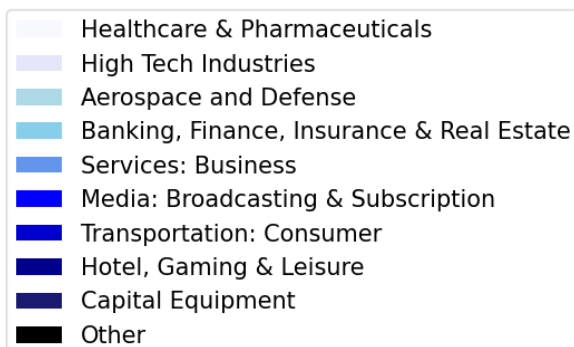 Healthcare & Pharmaceuticals
High Tech Industries
Aerospace and Defense
Banking, Finance, Insurance & Real Estate
Services: Business
Media: Broadcasting & Subscription
Transportation: Consumer
Hotel, Gaming & Leisure
Capital Equipment
Other